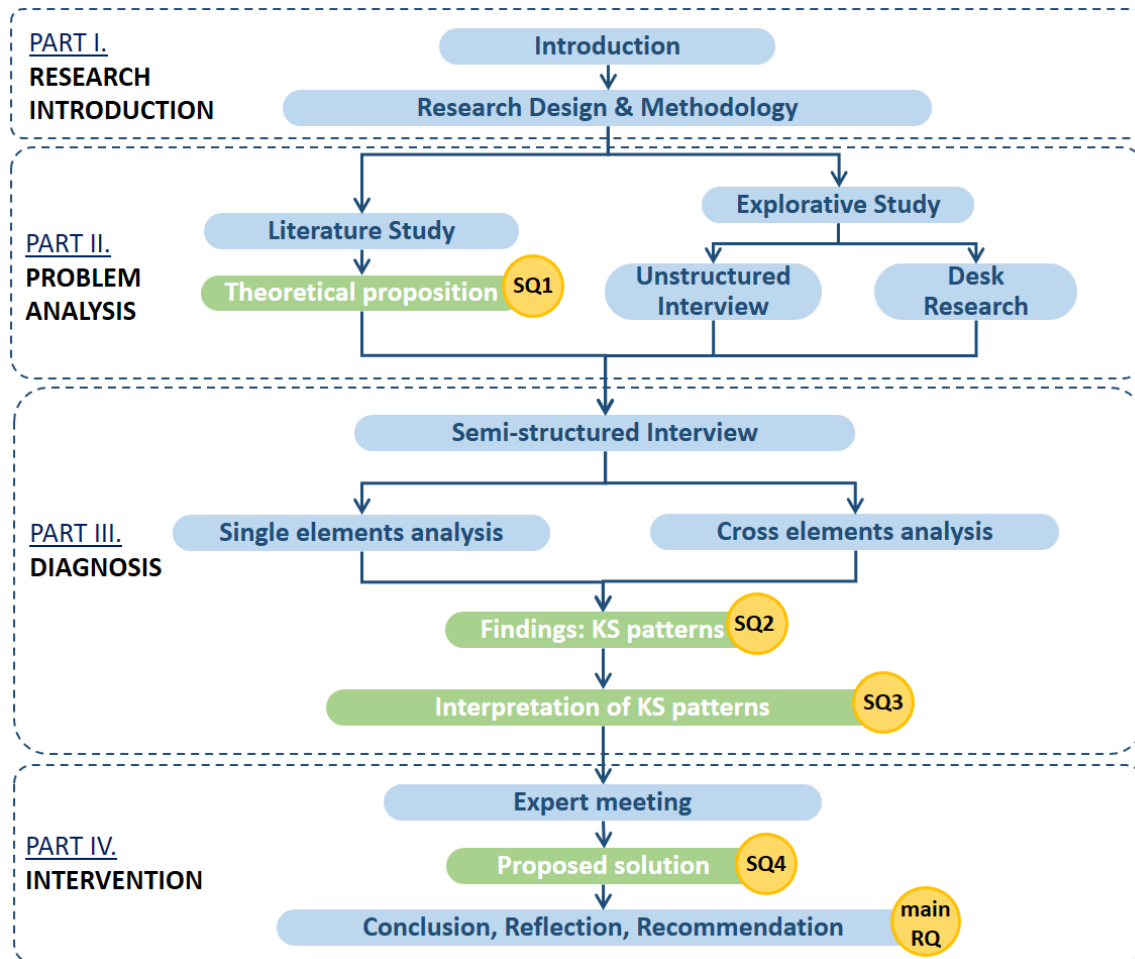 PART I.
RESEARCH
INTRODUCTION
Introduction
Research Design & Methodology
PART II.
PROBLEM
ANALYSIS
Literature Study
Theoretical proposition
SQ1
Explorative Study
Unstructured
Interview
Desk
Research
PART III.
DIAGNOSIS
Semi-structured Interview
Single elements analysis
Cross elements analysis
Findings: KS patterns
SQ2
Interpretation of KS patterns
SQ3
PART IV.
INTERVENTION
Expert meeting
Proposed solution
SQ4
Conclusion, Reflection, Recommendation
main
RQ